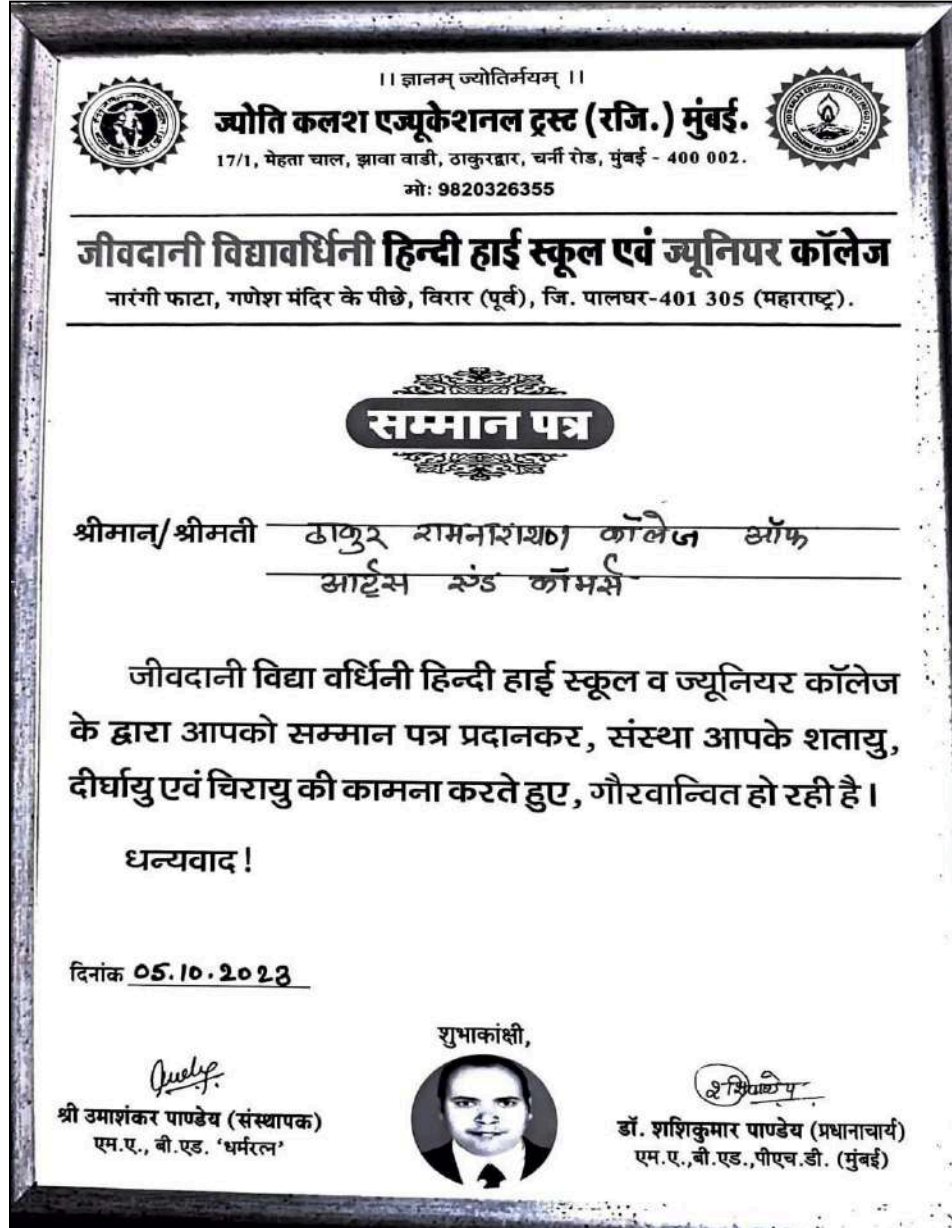 ।। ज्ञानम् ज्योतिर्मयम् ।।
ज्योति कलश एज्यूकेशनल ट्रस्ट (रजि.) मुंबई.
17/1, मेहता चाल, झावा वाडी, ठाकुरद्वार, चर्नी रोड, मुंबई - 400 002.
मोः 9820326355
जीवदानी विद्यावर्धिनी हिन्दी हाई स्कूल एवं ज्यूनियर कॉलेज
नारंगी फाटा, गणेश मंदिर के पीछे, विरार (पूर्व), जि. पालघर-401 305 (महाराष्ट्र).
सम्मान पत्र
श्रीमान्/श्रीमती ठाकुर रामनारायण कॉलेज ऑफ
आर्ट्स एंड कॉमर्स
जीवदानी विद्या वर्धिनी हिन्दी हाई स्कूल व ज्यूनियर कॉलेज
के द्वारा आपको सम्मान पत्र प्रदानकर, संस्था आपके शतायु,
दीर्घायु एवं चिरायु की कामना करते हुए, गौरवान्वित हो रही है।
धन्यवाद!
दिनांक 05.10.2023
शुभाकांक्षी,
श्री उमाशंकर पाण्डेय (संस्थापक)
एम.ए., बी.एड. ‘धर्मरत्न’
डॉ. शशिकुमार पाण्डेय (प्रधानाचार्य)
एम.ए.,बी.एड.,पीएच.डी. (मुंबई)